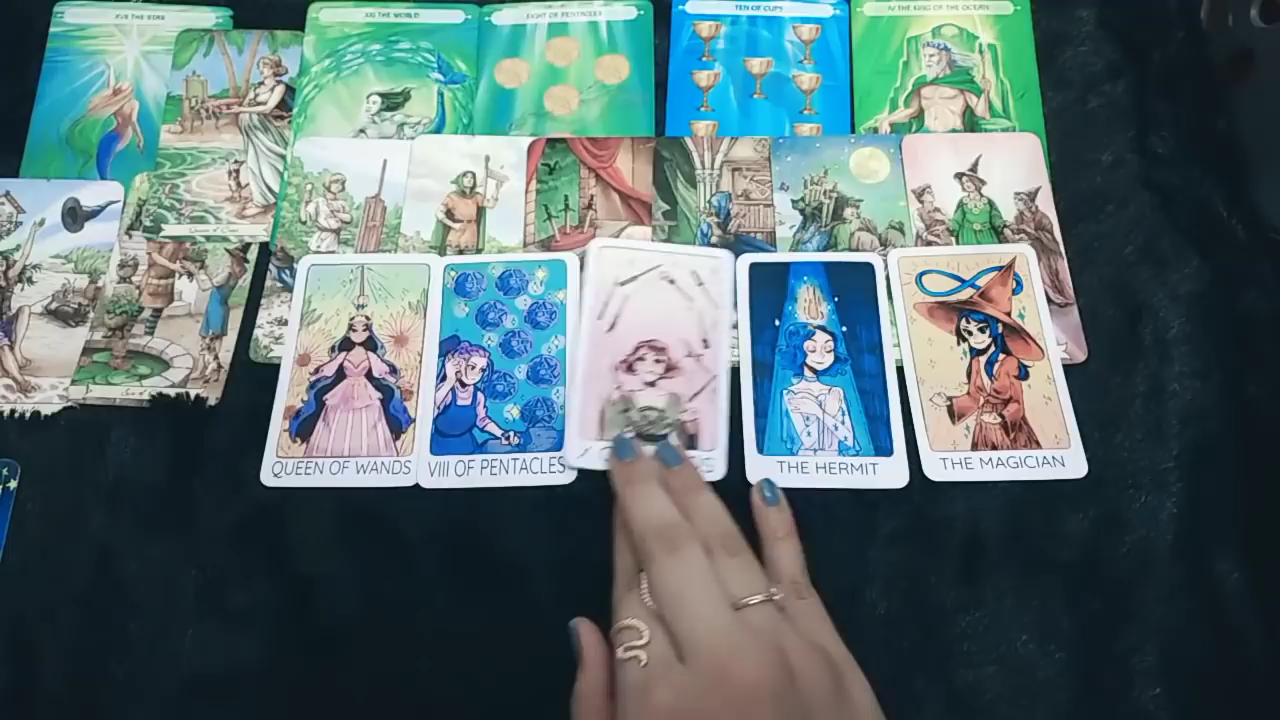 XVII THE STAR
XXI THE WORLD
EIGHT OF PENTACLES
TEN OF CUPS
IV THE KING OF THE OCEAN
QUEEN OF WANDS
VIII OF PENTACLES
THE HERMIT
THE MAGICIAN